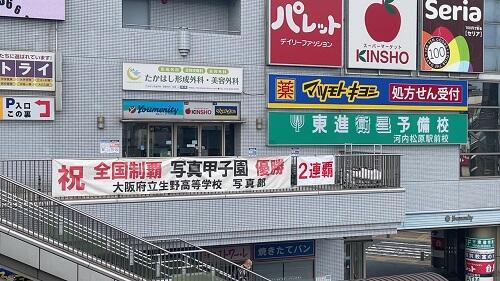 パレット
デイリーファッション
スーパーマーケット
KINSHO
Seria
100
トライ
P入口
この裏
たかはし形成外科・美容外科
Youmanity
KINSHO
薬 マツモトキヨシ 処方せん受付
東進衛星予備校
河内松原駅前校
祝 全国制覇 写真甲子園 優勝 2連覇
大阪府立生野高等学校 写真部
焼きたてパン
Youmanity